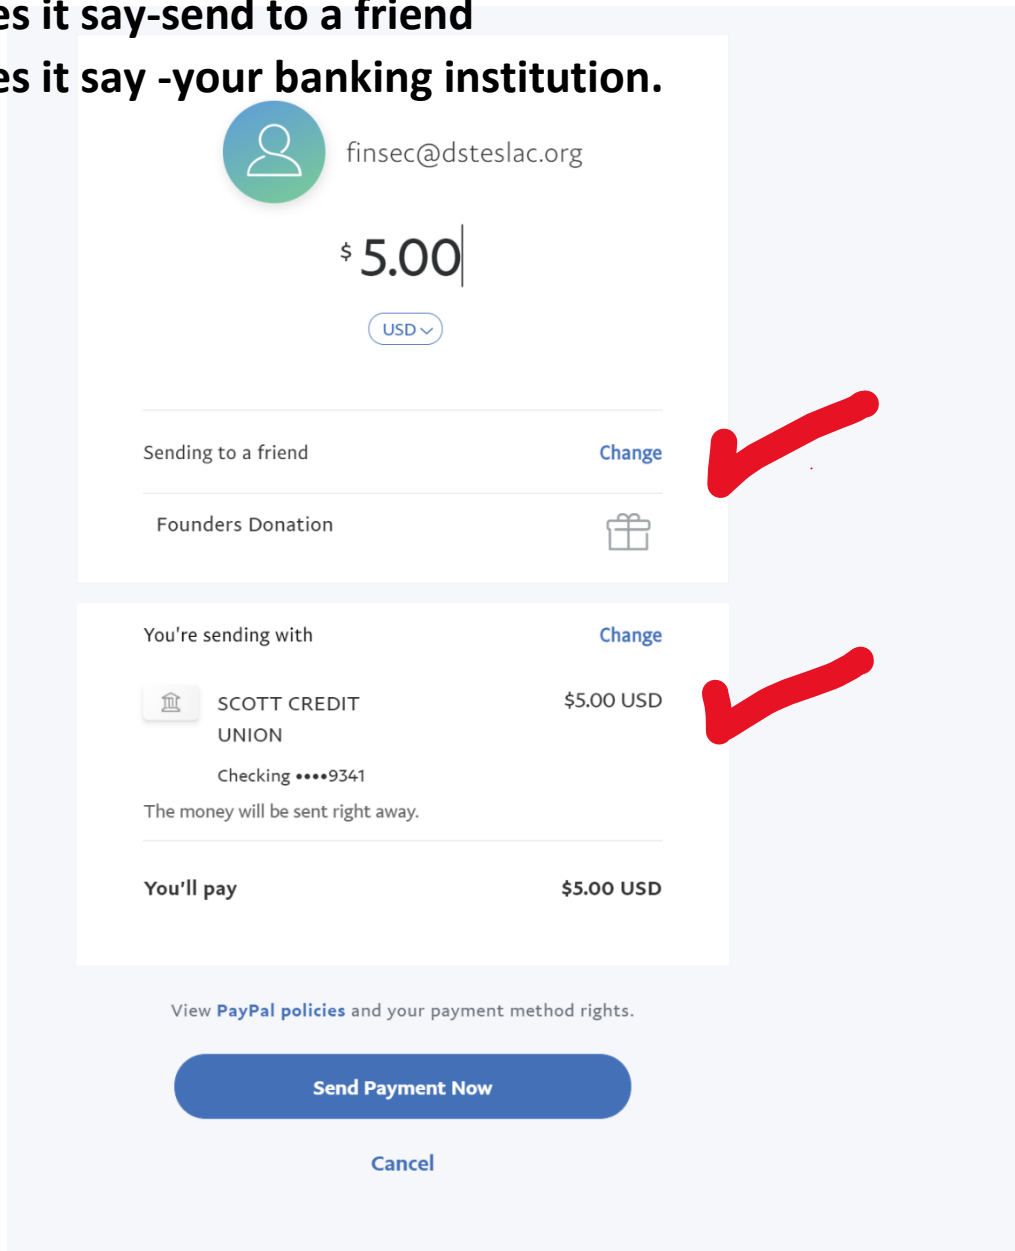 es it say-send to a friend
es it say -your banking institution.
finsec@dsteslac.org
$ 5.00
USD
Sending to a friend Change
Founders Donation
You're sending with Change
SCOTT CREDIT $5.00 USD
UNION
Checking ••••9341
The money will be sent right away.
You'll pay $5.00 USD
View PayPal policies and your payment method rights.
Send Payment Now
Cancel